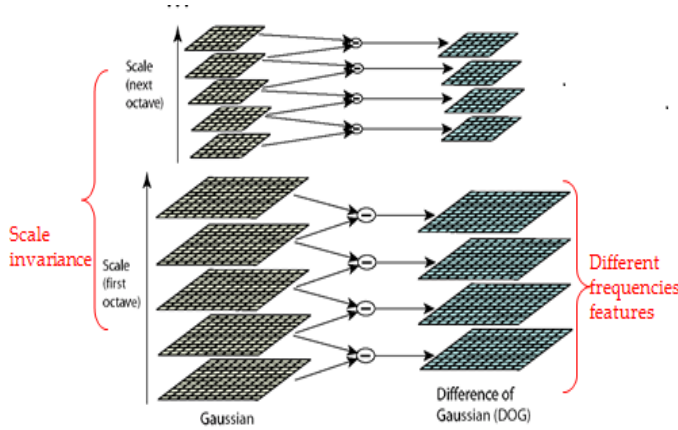 Scale
(next
octave)
Scale
invariance
Scale
(first
octave)
Different
frequencies
features
Gaussian
Difference of
Gaussian (DOG)